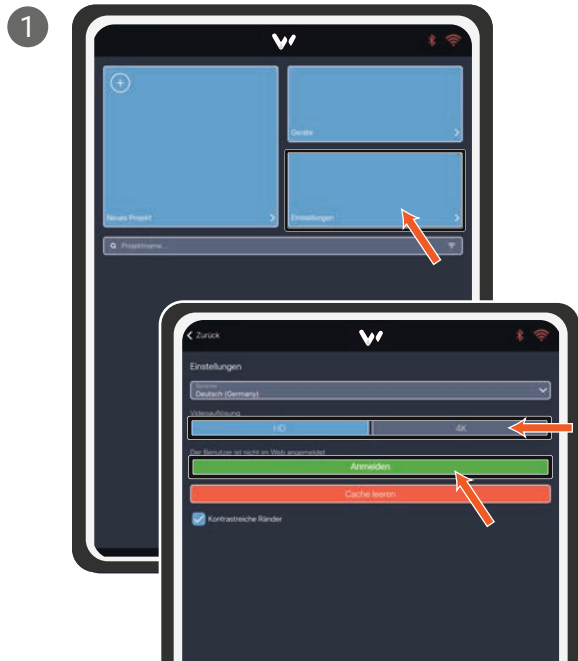 1
Geräte
Neues Projekt
Einstellungen
Projektname...
Zurück
Einstellungen
Sprache
Deutsch (Germany)
Videoauflösung
HD
4K
Der Benutzer ist nicht im Web angemeldet
Anmelden
Cache leeren
Kontrastreiche Ränder